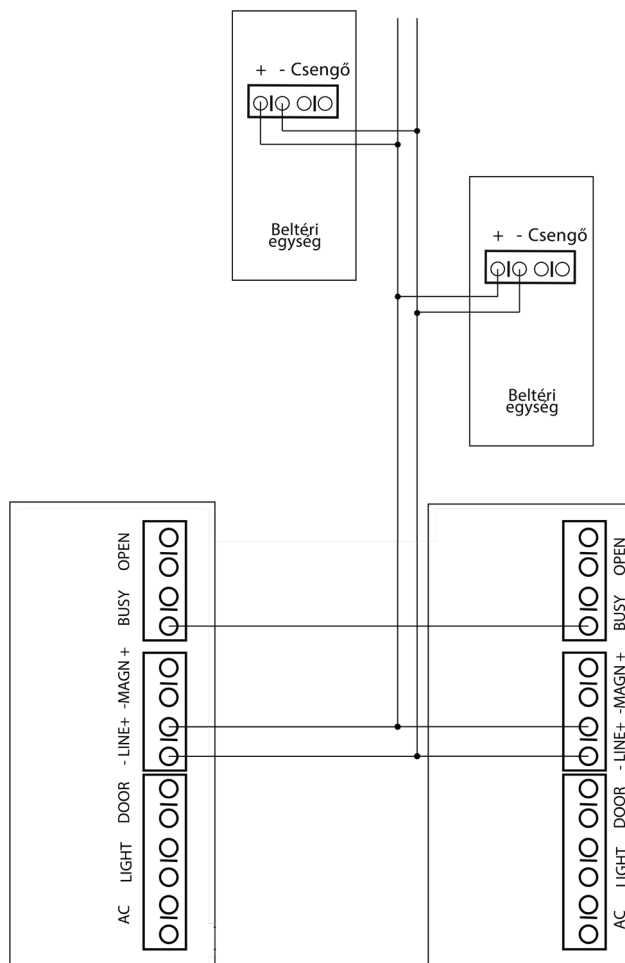 + - Csengő
Beltéri
egység
+ - Csengő
Beltéri
egység
OPEN
BUSY
- LINE+ -MAGN +
DOOR
LIGHT
AC
OPEN
BUSY
- LINE+ -MAGN +
DOOR
LIGHT
AC